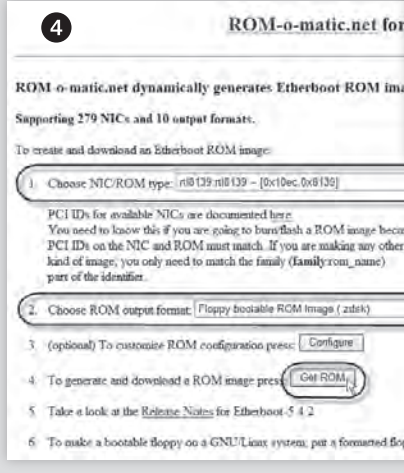 4
ROM-o-matic.net for
ROM-o-matic.net dynamically generates Etherboot ROM ima
Supporting 279 NICs and 10 output formats.
To create and download an Etherboot ROM image:
1. Choose NIC/ROM type: rtl8139:rtl8139 – [0x10ec,0x8139]
PCI IDs for available NICs are documented here.
You need to know this if you are going to burn/flash a ROM image becau
PCI IDs on the NIC and ROM must match. If you are making any other
kind of image, you only need to match the family (family:rom_name)
part of the identifier.
2. Choose ROM output format: Floppy bootable ROM Image (.zdsk)
3. (optional) To customize ROM configuration press: Configure
4. To generate and download a ROM image press: Get ROM
5. Take a look at the Release Notes for Etherboot-5.4.2
6. To make a bootable floppy on a GNU/Linux system, put a formatted flop